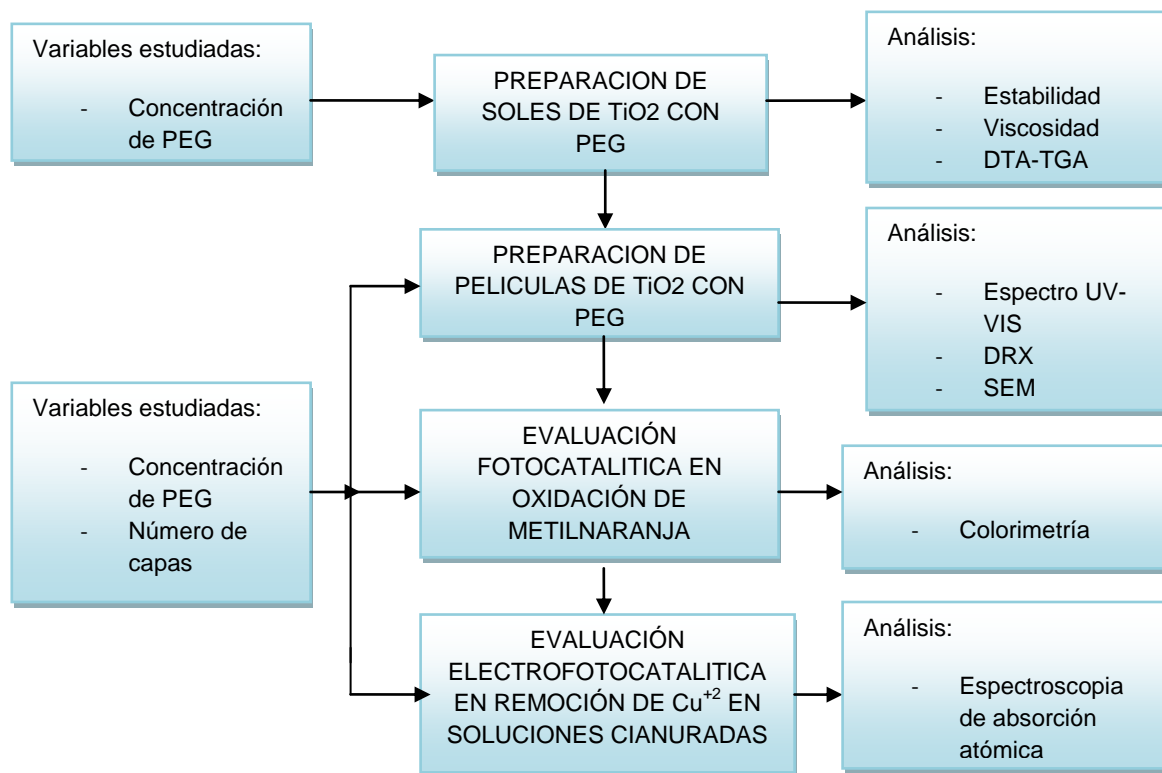 Variables estudiadas:
- Concentración
de PEG
PREPARACION DE
SOLES DE TiO2 CON
PEG
Análisis:
- Estabilidad
- Viscosidad
- DTA-TGA
PREPARACION DE
PELICULAS DE TiO2 CON
PEG
Análisis:
- Espectro UV-
VIS
- DRX
- SEM
Variables estudiadas:
- Concentración
de PEG
- Número de
capas
EVALUACIÓN
FOTOCATALITICA EN
OXIDACIÓN DE
METILNARANJA
Análisis:
- Colorimetría
EVALUACIÓN
ELECTROFOTOCATALITICA
EN REMOCIÓN DE Cu⁺² EN
SOLUCIONES CIANURADAS
Análisis:
- Espectroscopia
de absorción
atómica